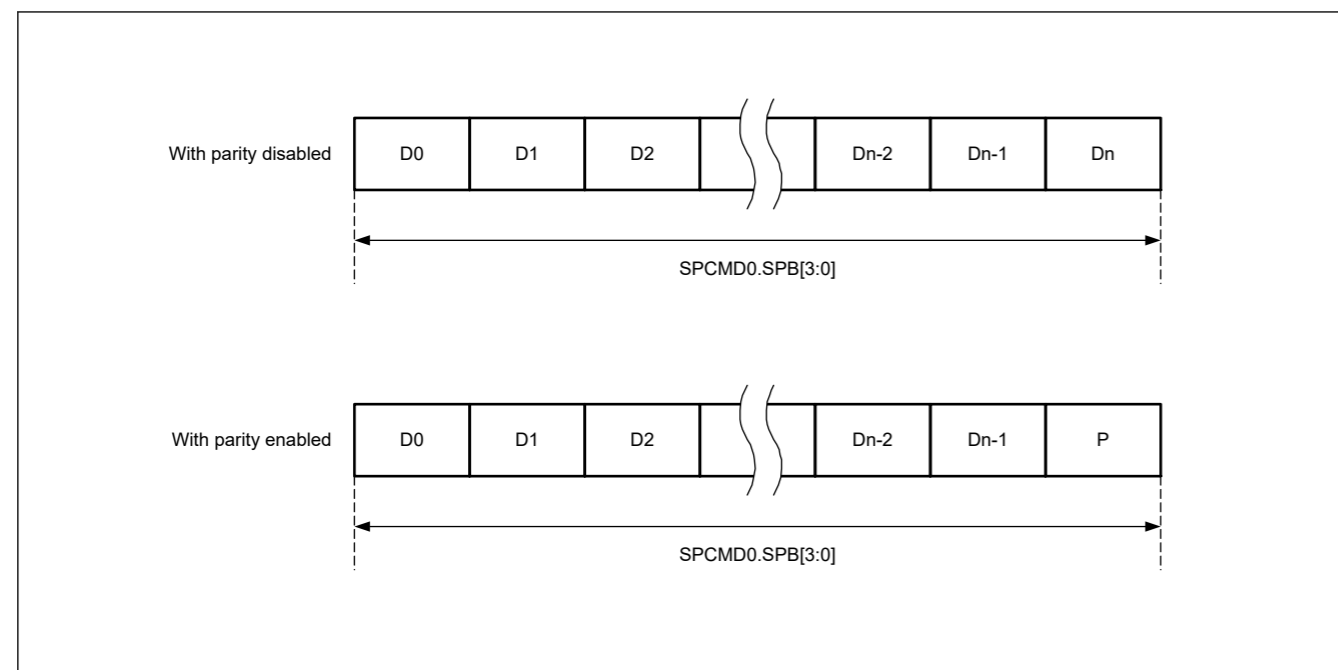 With parity disabled D0 D1 D2 Dn-2 Dn-1 Dn
SPCMD0.SPB[3:0]
With parity enabled D0 D1 D2 Dn-2 Dn-1 P
SPCMD0.SPB[3:0]